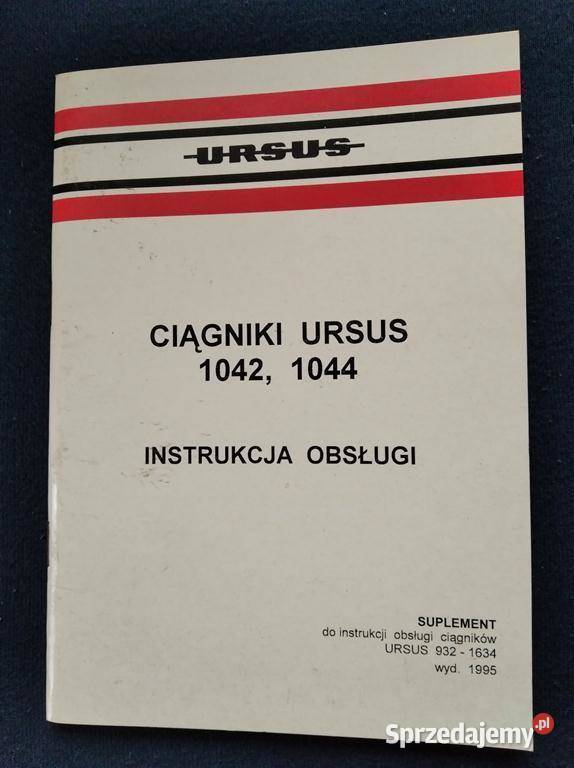 URSUS
CIĄGNIKI URSUS
1042, 1044
INSTRUKCJA OBSŁUGI
SUPLEMENT
do instrukcji obsługi ciągników
URSUS 932 - 1634
wyd. 1995
Sprzedajemy.pl